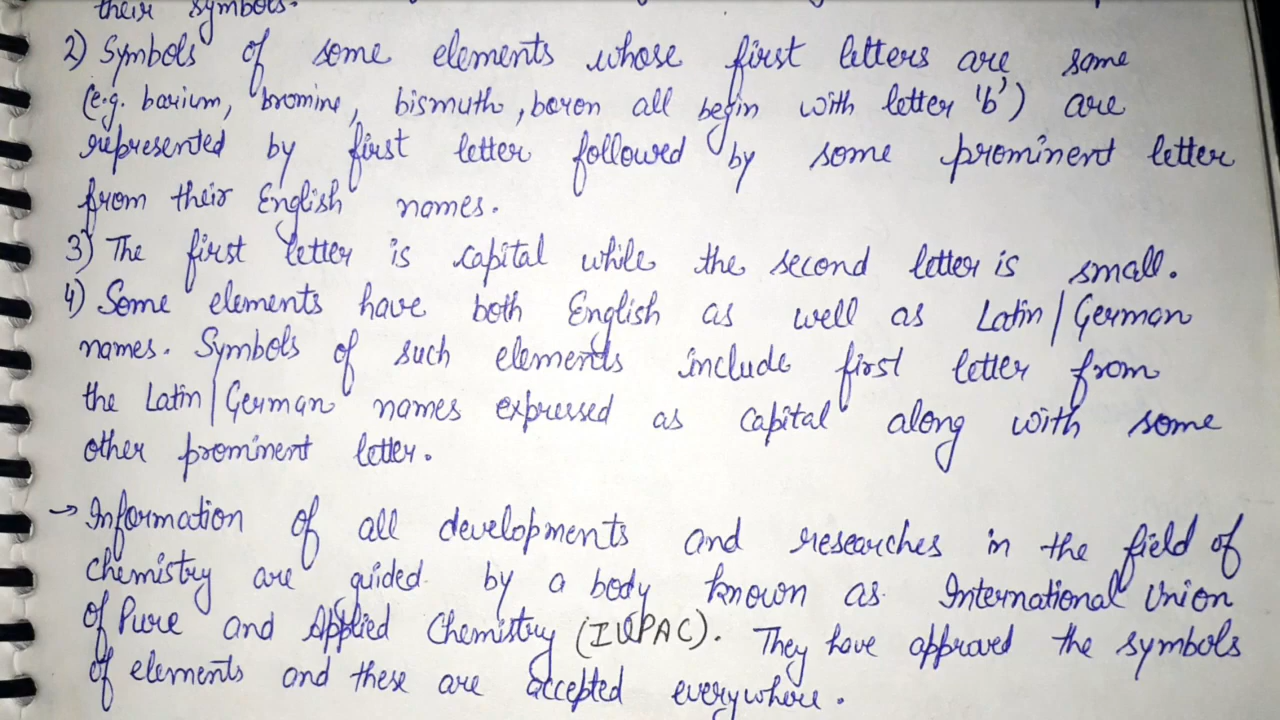 their symbols.
2) Symbols of some elements whose first letters are same
(e.g. barium, bromine, bismuth, boron all begin with letter 'b') are
represented by first letter followed by some prominent letter
from their English names.
3) The first letter is capital while the second letter is small.
4) Some elements have both English as well as Latin/German
names. Symbols of such elements include first letter from
the Latin/German names expressed as capital along with some
other prominent letter.
→ Information of all developments and researches in the field of
chemistry are guided by a body known as International Union
of Pure and Applied Chemistry (IUPAC). They have approved the symbols
of elements and these are accepted everywhere.